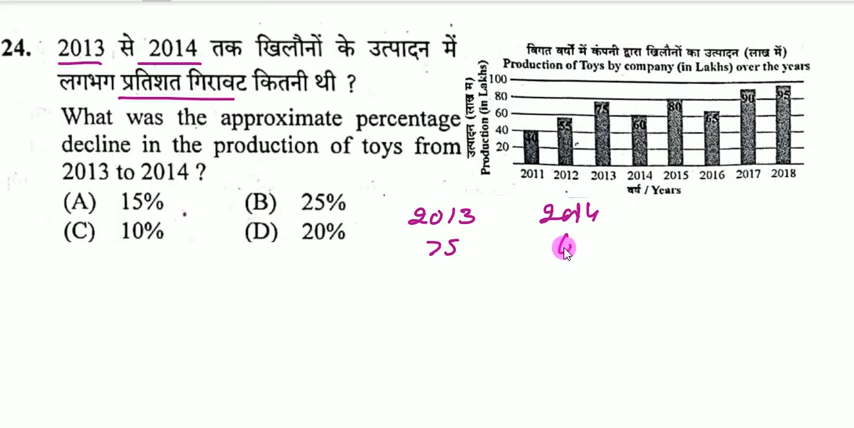 24. 2013 से 2014 तक खिलौनों के उत्पादन में
लगभग प्रतिशत गिरावट कितनी थी ?
What was the approximate percentage
decline in the production of toys from
2013 to 2014 ?
(A) 15% (B) 25%
(C) 10% (D) 20%
विगत वर्षों में कंपनी द्वारा खिलौनों का उत्पादन (लाख में)
Production of Toys by company (in Lakhs) over the years
उत्पादन (लाख में)
Production (in Lakhs)
100
80
60
40
20
40 55 75 60 80 65 90 95
2011 2012 2013 2014 2015 2016 2017 2018
वर्ष / Years
2013 2014
75